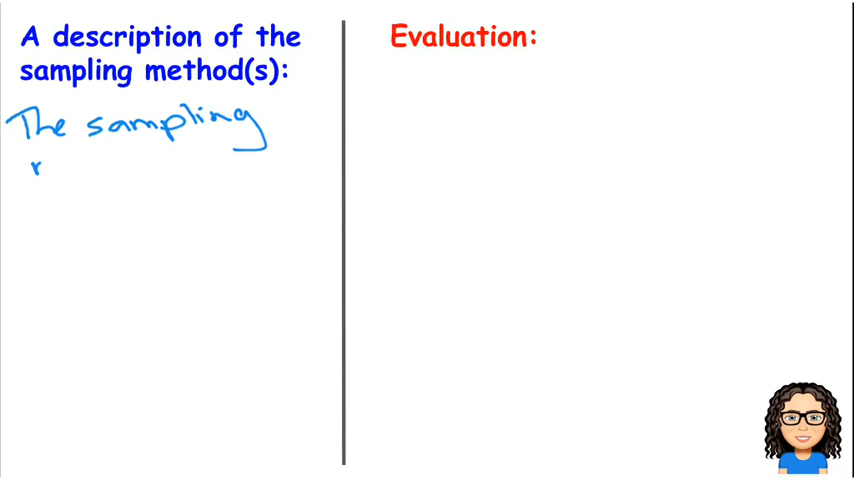 A description of the
sampling method(s):
The sampling
Evaluation: